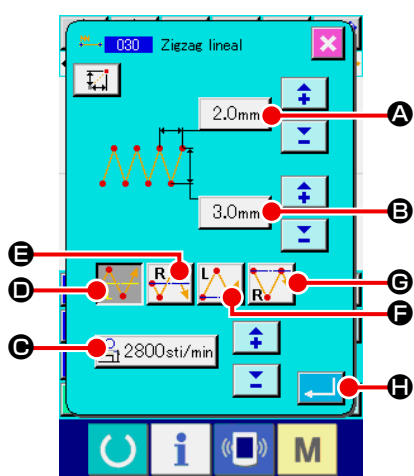 030 Zigzag lineal
A
2.0mm
B
3.0mm
E
R
L
R
G
D
F
C
2800sti/min
H
i
M